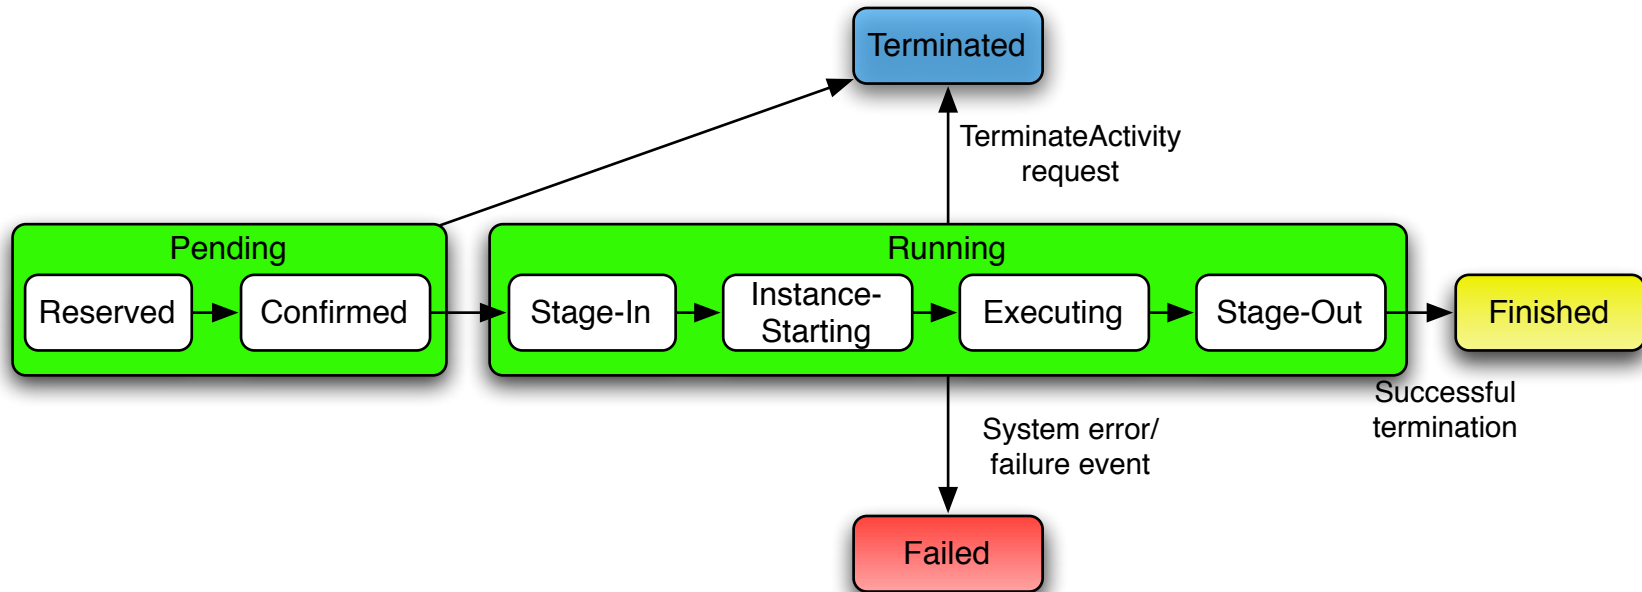 Terminated
TerminateActivity
request
Pending
Running
Reserved
Confirmed
Stage-In
Instance-
Starting
Executing
Stage-Out
Finished
Successful
termination
System error/
failure event
Failed